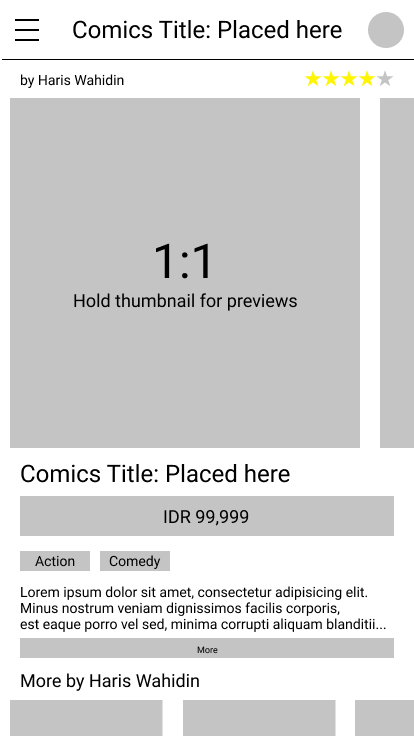 Comics Title: Placed here
by Haris Wahidin
1:1
Hold thumbnail for previews
Comics Title: Placed here
IDR 99,999
Action
Comedy
Lorem ipsum dolor sit amet, consectetur adipisicing elit.
Minus nostrum veniam dignissimos facilis corporis,
est eaque porro vel sed, minima corrupti aliquam blanditii...
More
More by Haris Wahidin